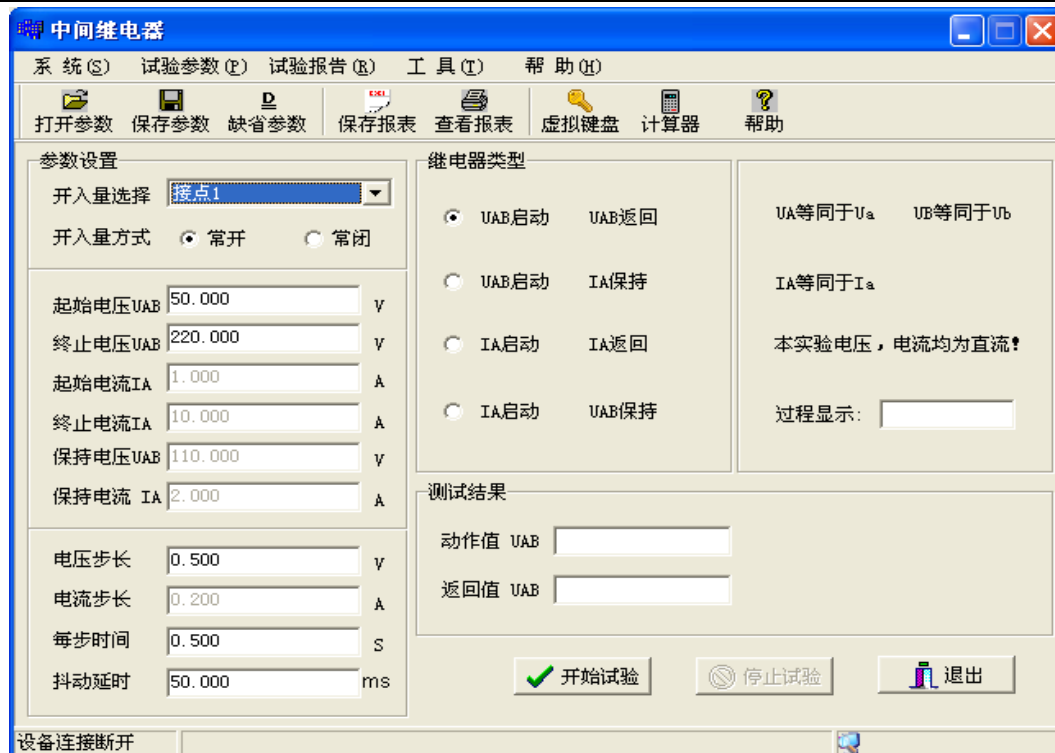 中间继电器
系 统(S) 试验参数(P) 试验报告(R) 工 具(T) 帮 助(H)
打开参数 保存参数 缺省参数 保存报表 查看报表 虚拟键盘 计算器 帮助
参数设置
开入量选择 接点1
开入量方式 常开 常闭
起始电压UAB 50.000 V
终止电压UAB 220.000 V
起始电流IA 1.000 A
终止电流IA 10.000 A
保持电压UAB 110.000 V
保持电流 IA 2.000 A
电压步长 0.500 V
电流步长 0.200 A
每步时间 0.500 S
抖动延时 50.000 ms
继电器类型
UAB启动 UAB返回
UAB启动 IA保持
IA启动 IA返回
IA启动 UAB保持
UA等同于Ua UB等同于Ub
IA等同于Ia
本实验电压，电流均为直流！
过程显示:
测试结果
动作值 UAB
返回值 UAB
开始试验 停止试验 退出
设备连接断开